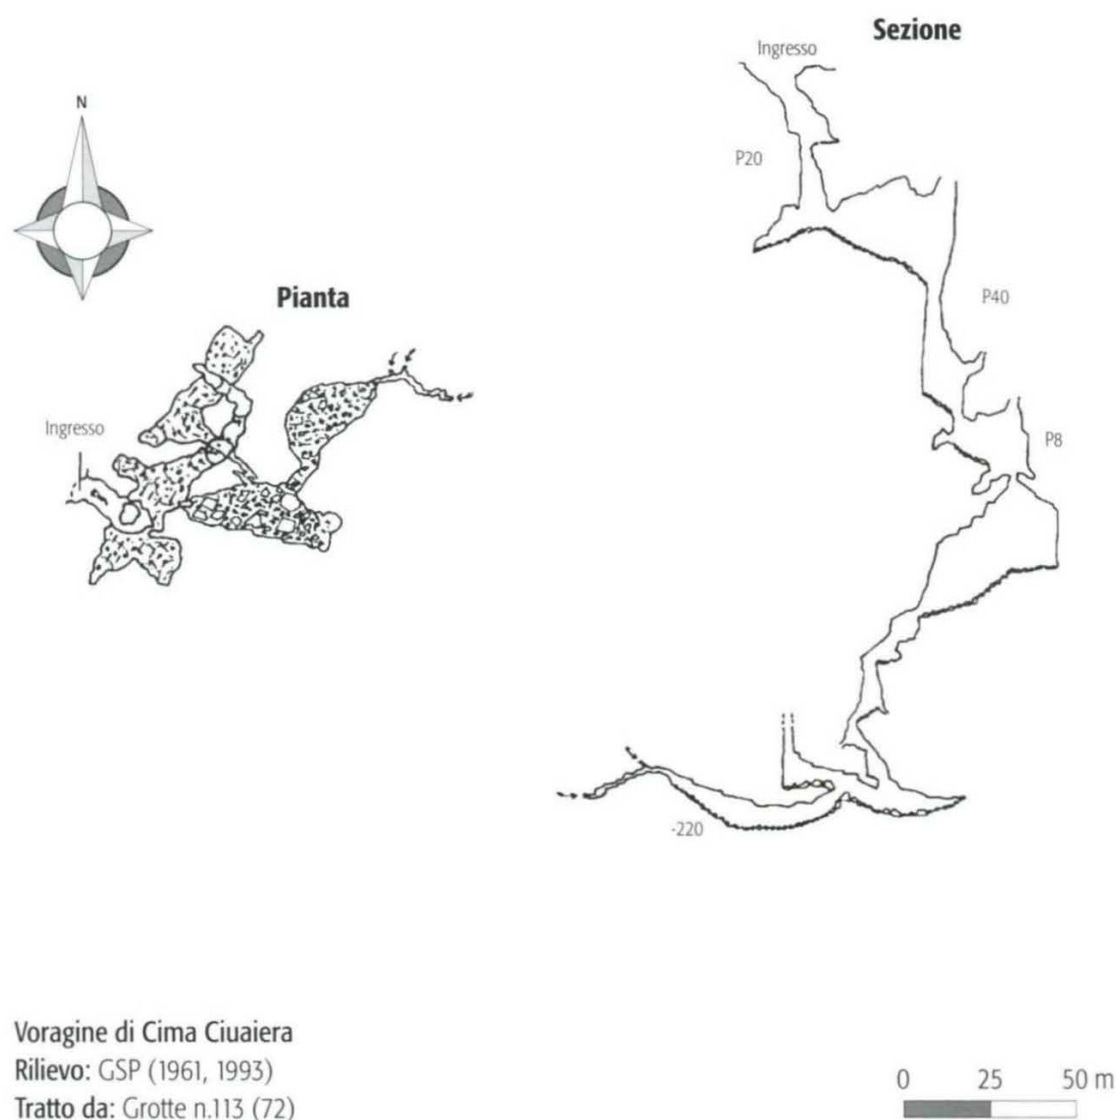 Sezione
Ingresso
N
P20
Pianta
P40
Ingresso
P8
-220
Voragine di Cima Ciuaiera
Rilievo: GSP (1961, 1993)
Tratto da: Grotte n.113 (72)
0 25 50 m